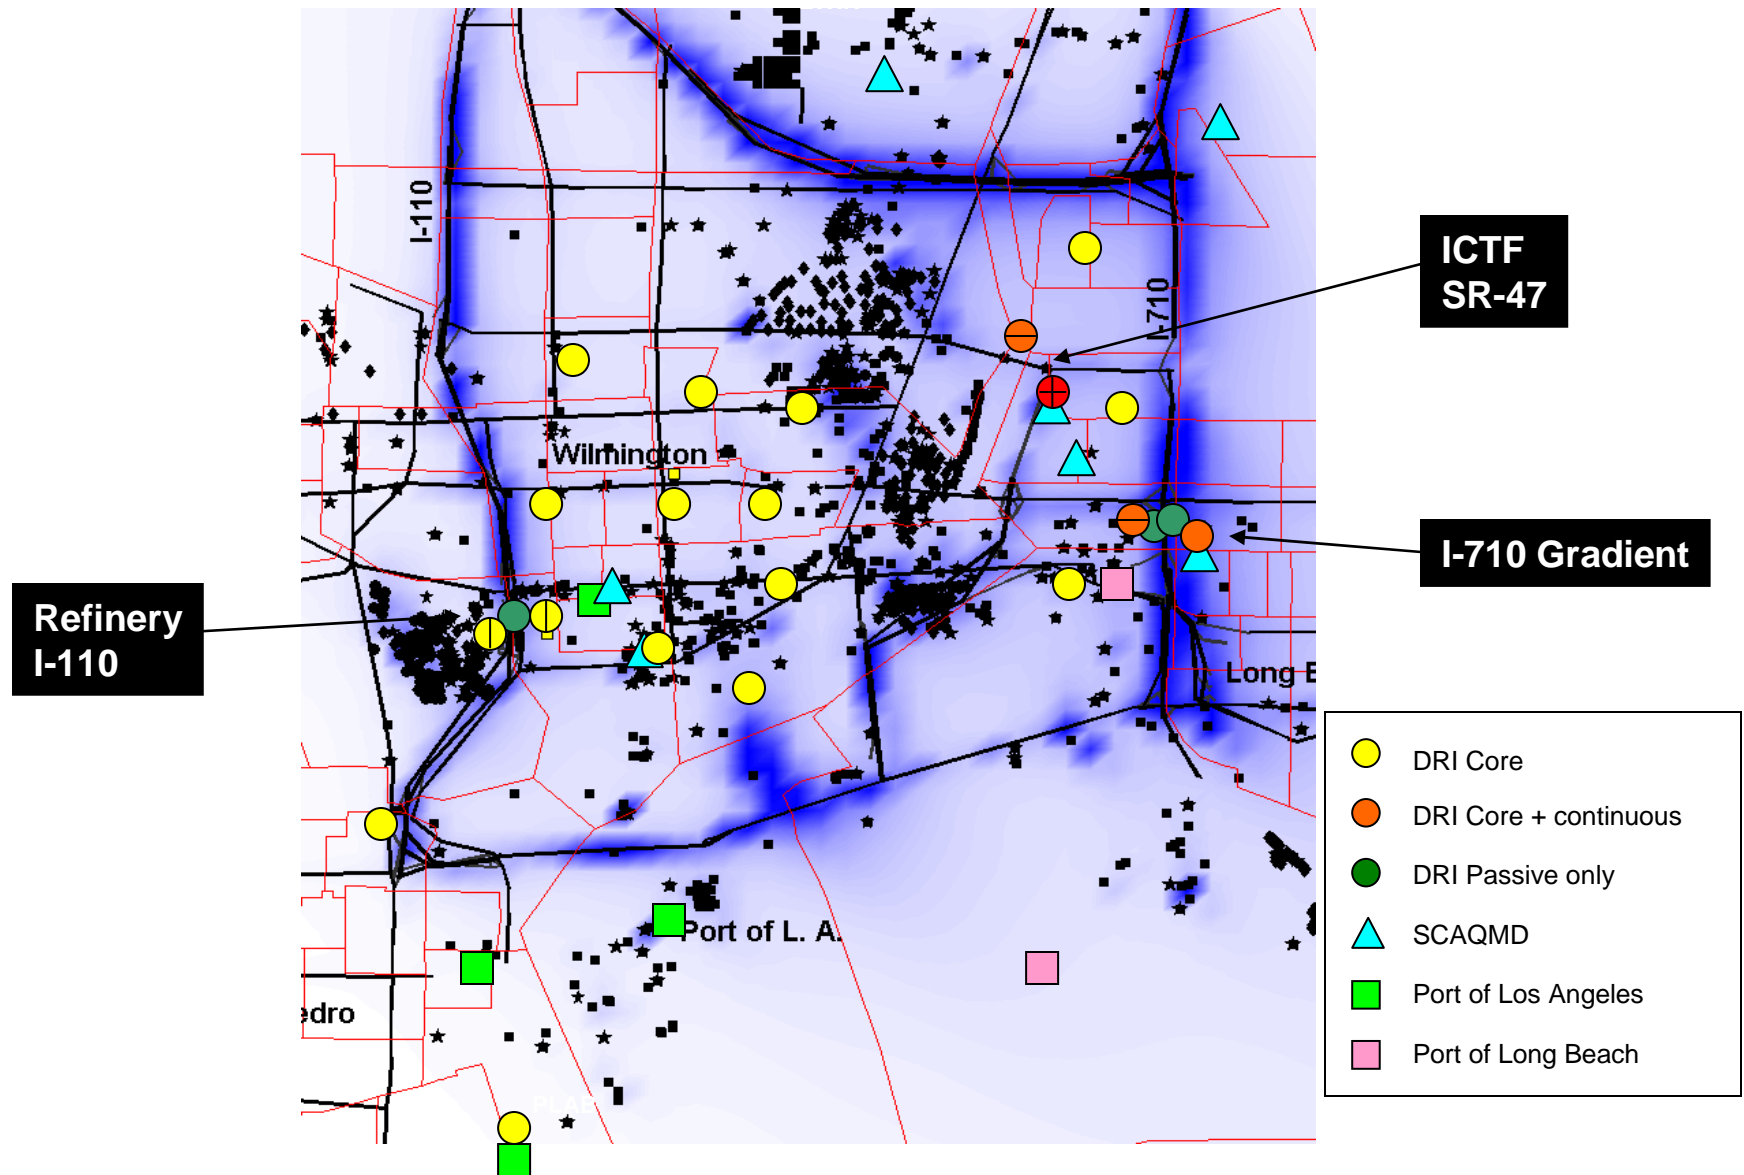 I-110
ICTF
SR-47
I-710
Wilmington
I-710 Gradient
Refinery
I-110
Long B
DRI Core
DRI Core + continuous
DRI Passive only
SCAQMD
Port of Los Angeles
Port of Long Beach
Port of L. A.
edro